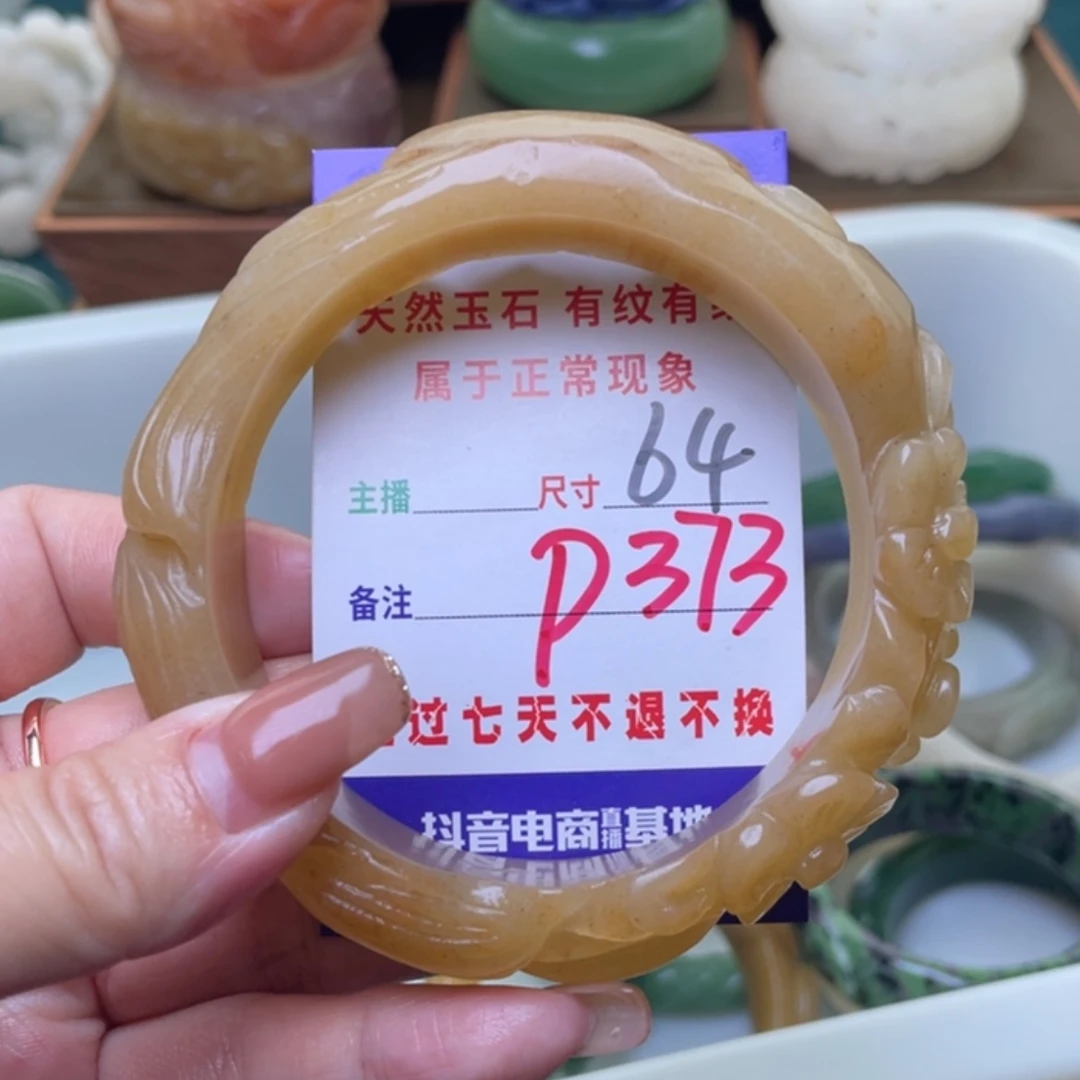 天然玉石 有纹有
属于正常现象
主播 尺寸 64
备注 P373
过七天不退不换
抖音电商直播基地